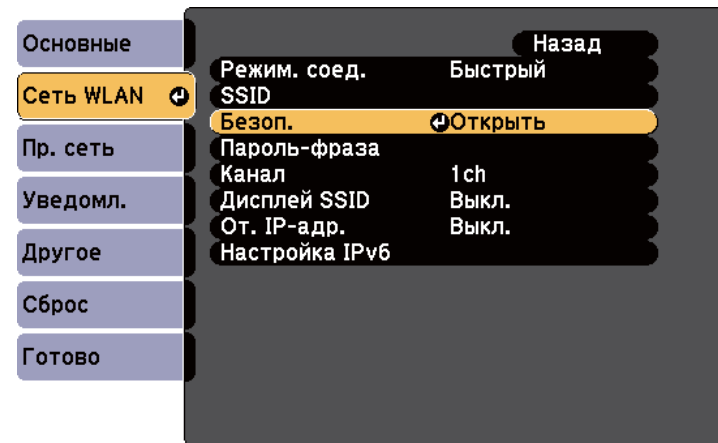 Основные
Сеть WLAN
Пр. сеть
Уведомл.
Другое
Сброс
Готово
Назад
Режим. соед. Быстрый
SSID
Безоп. Открыть
Пароль-фраза
Канал 1ch
Дисплей SSID Выкл.
От. IP-адр. Выкл.
Настройка IPv6